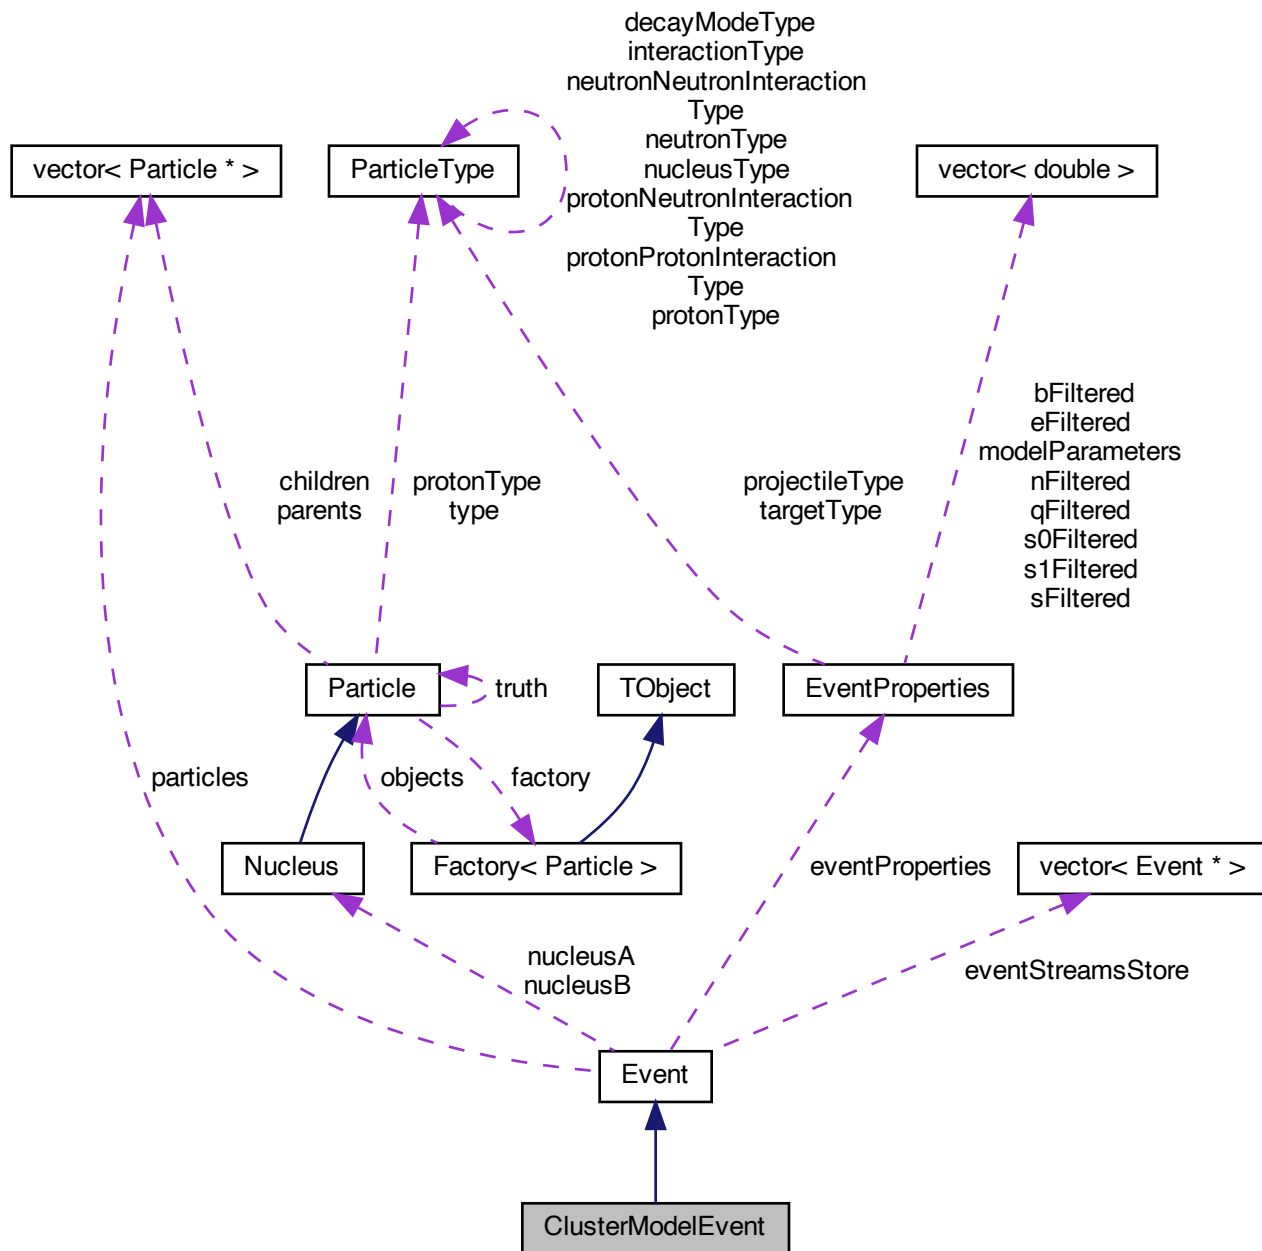 decayModeType
interactionType
neutronNeutronInteraction
Type
neutronType
nucleusType
protonNeutronInteraction
Type
protonProtonInteraction
Type
protonType
vector< Particle * >
ParticleType
vector< double >
children
parents
protonType
type
projectileType
targetType
bFiltered
eFiltered
modelParameters
nFiltered
qFiltered
s0Filtered
s1Filtered
sFiltered
Particle
truth
TObject
EventProperties
particles
objects
factory
Nucleus
Factory< Particle >
eventProperties
vector< Event * >
nucleusA
nucleusB
eventStreamsStore
Event
ClusterModelEvent